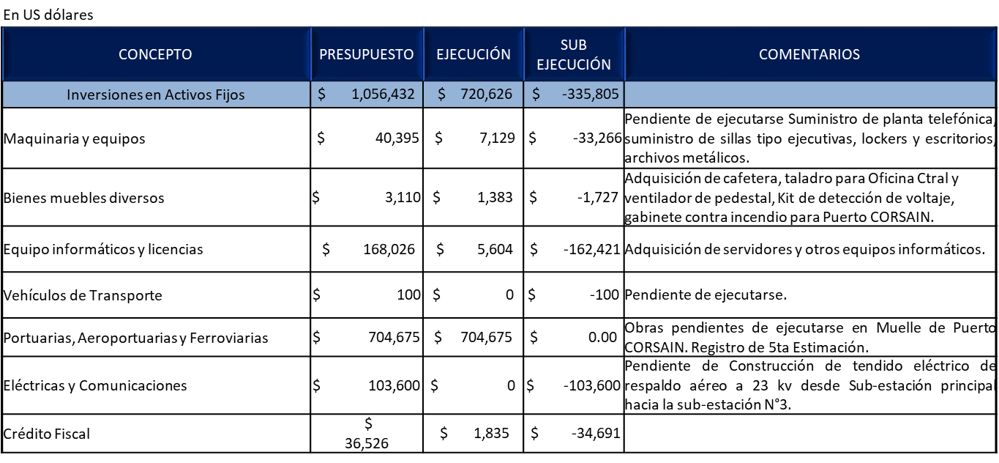 En US dólares
CONCEPTO PRESUPUESTO EJECUCIÓN SUB EJECUCIÓN COMENTARIOS
Inversiones en Activos Fijos $ 1,056,432 $ 720,626 $ -335,805
Maquinaria y equipos $ 40,395 $ 7,129 $ -33,266 Pendiente de ejecutarse Suministro de planta telefónica,
suministro de sillas tipo ejecutivas, lockers y escritorios,
archivos metálicos.
Bienes muebles diversos $ 3,110 $ 1,383 $ -1,727 Adquisición de cafetera, taladro para Oficina Ctral y
ventilador de pedestal, Kit de detección de voltaje,
gabinete contra incendio para Puerto CORSAIN.
Equipo informáticos y licencias $ 168,026 $ 5,604 $ -162,421 Adquisición de servidores y otros equipos informáticos.
Vehículos de Transporte $ 100 $ 0 $ -100 Pendiente de ejecutarse.
Portuarias, Aeroportuarias y Ferroviarias $ 704,675 $ 704,675 $ 0.00 Obras pendientes de ejecutarse en Muelle de Puerto
CORSAIN. Registro de 5ta Estimación.
Eléctricas y Comunicaciones $ 103,600 $ 0 $ -103,600 Pendiente de Construcción de tendido eléctrico de
respaldo aéreo a 23 kv desde Sub-estación principal
hacia la sub-estación N°3.
Crédito Fiscal $ 36,526 $ 1,835 $ -34,691